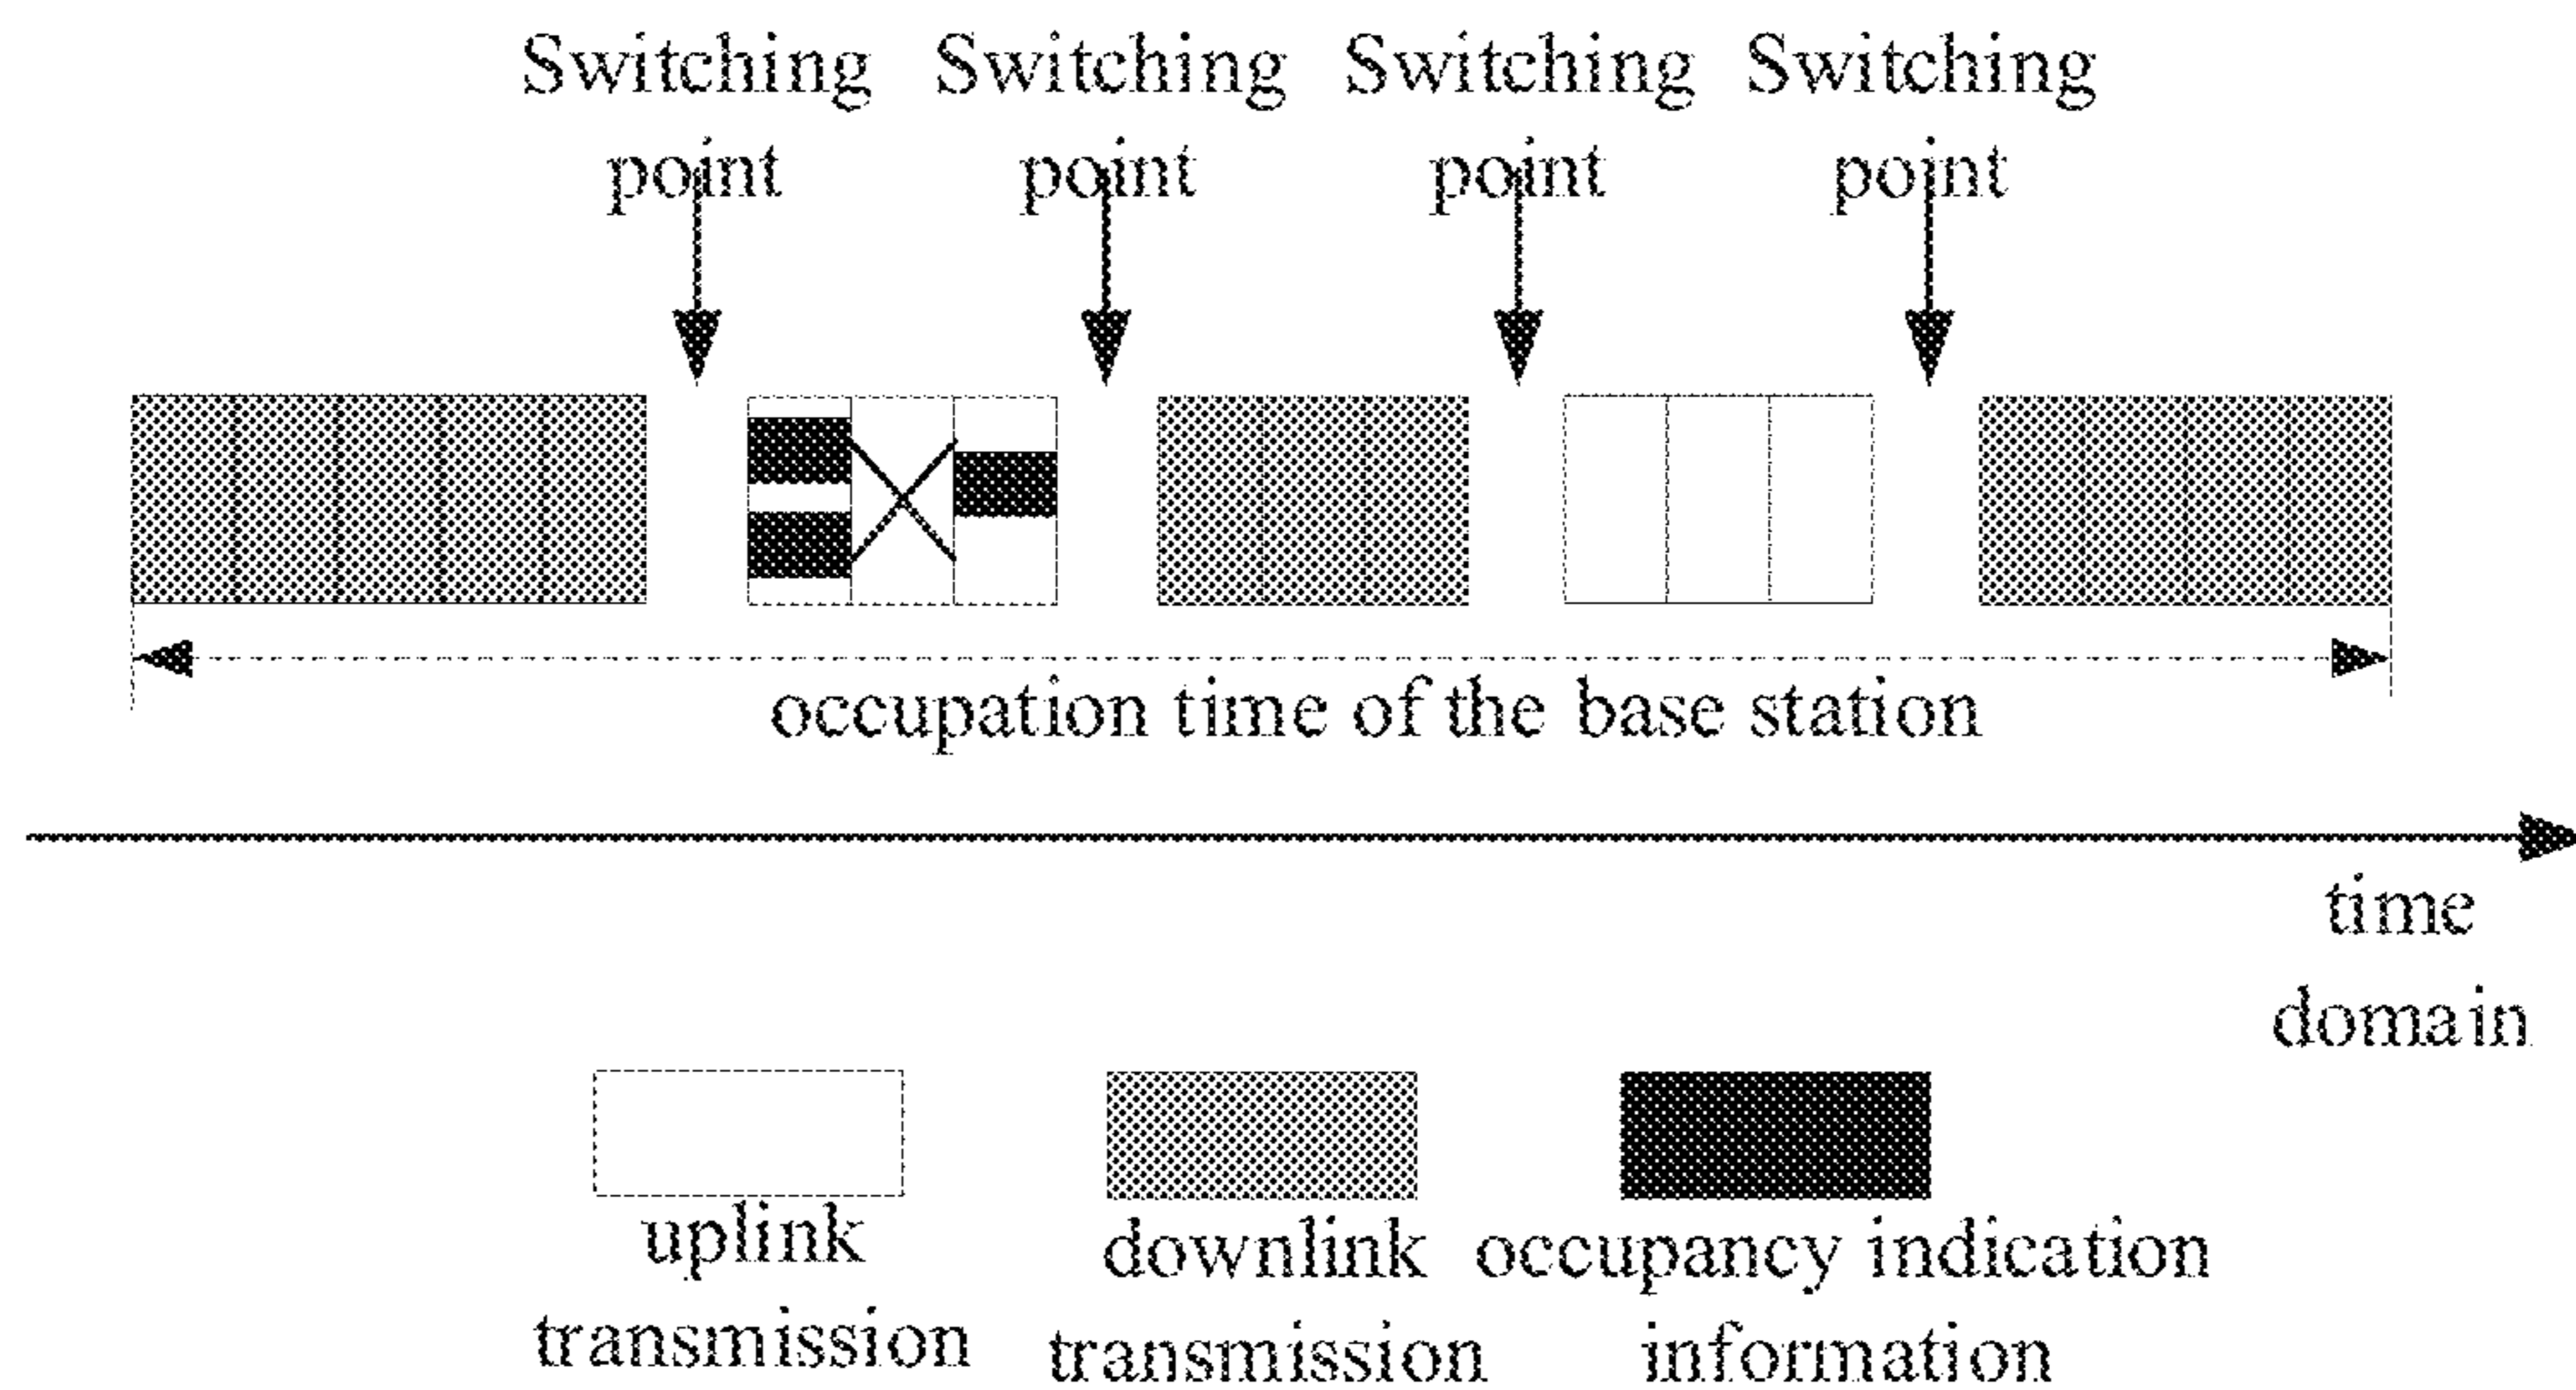 Switching Switching Switching Switching
point point point point
occupation time of the base station
time
domain
uplink downlink occupancy indication
transmission transmission information